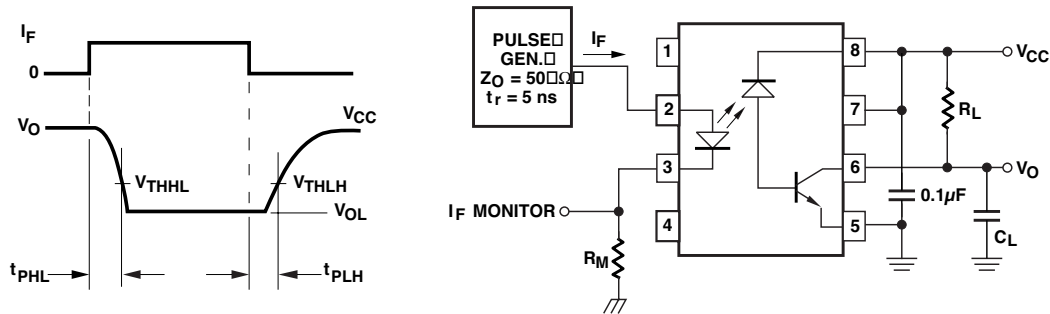 I_F
0
V_O
V_CC
V_THHL
V_THLH
V_OL
t_PHL
t_PLH
PULSE□
GEN.□
Z_O = 50□Ω□
t_r = 5 ns
I_F
1
2
3
4
8
7
6
5
V_CC
R_L
V_O
0.1µF
C_L
I_F MONITOR
R_M